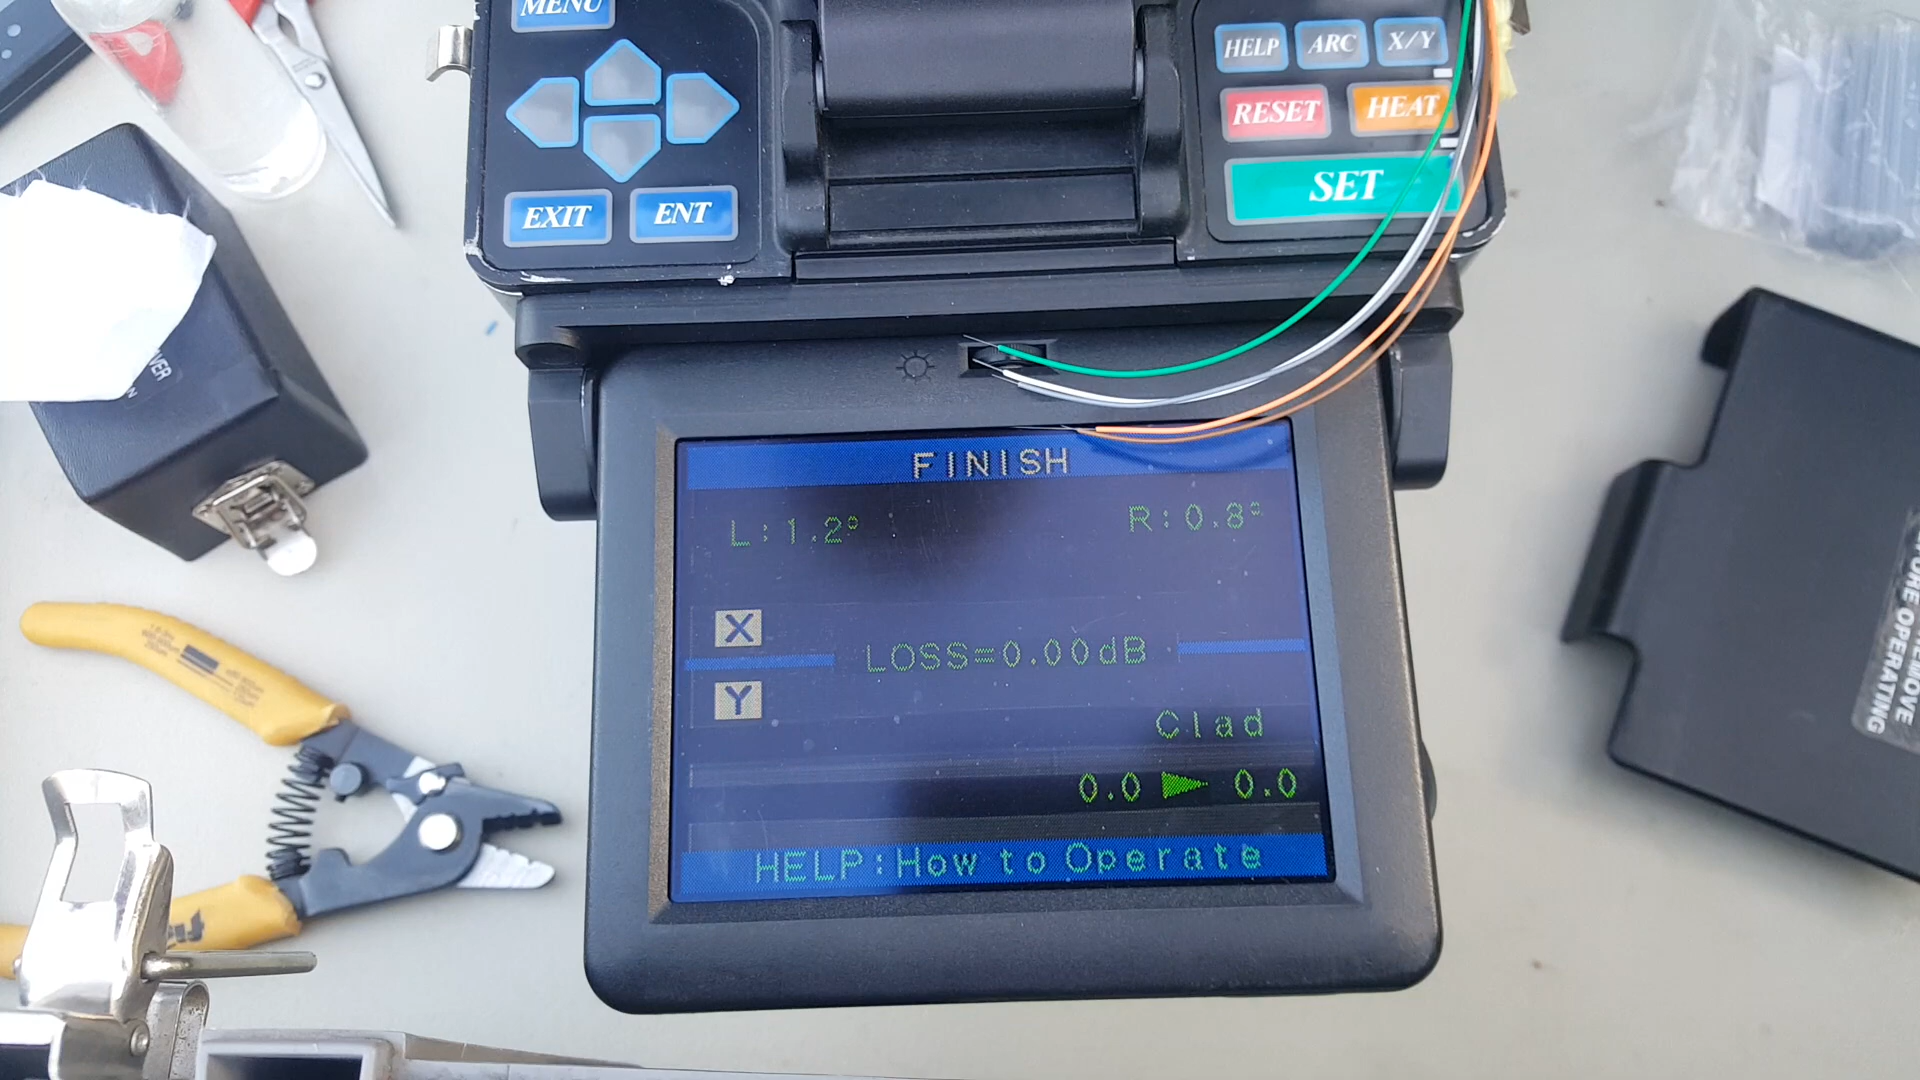 MENU
HELP
ARC
X/Y
RESET
HEAT
SET
EXIT
ENT
FINISH
L:1.2°
R:0.8°
X
LOSS=0.00dB
Y
Clad
0.0 ▶ 0.0
HELP:How to Operate
OPERATING